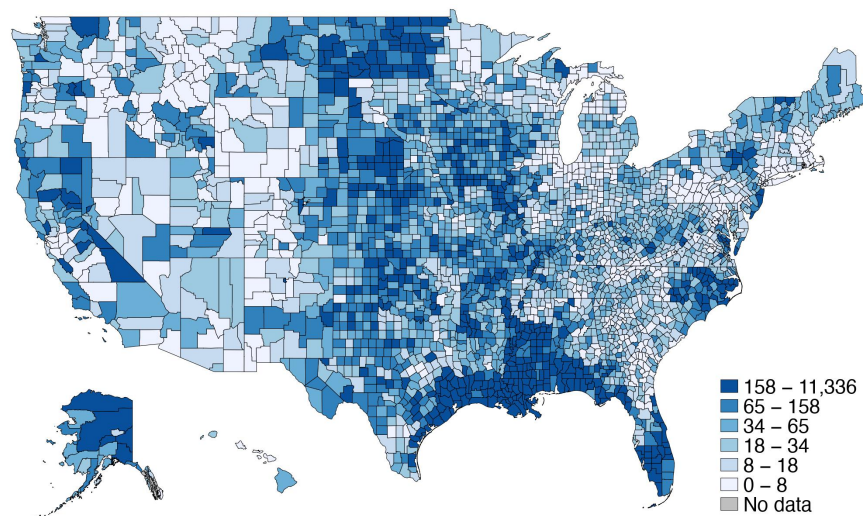 158 – 11,336
65 – 158
34 – 65
18 – 34
8 – 18
0 – 8
No data